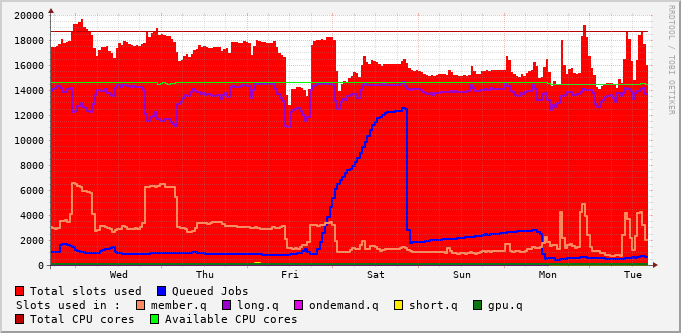 RRDTOOL / TOBI OETIKER
20000
18000
16000
14000
12000
10000
8000
6000
4000
2000
0
Wed Thu Fri Sat Sun Mon Tue
Total slots used Queued Jobs
Slots used in : member.q long.q ondemand.q short.q gpu.q
Total CPU cores Available CPU cores